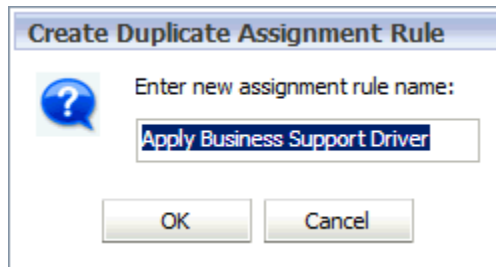 Create Duplicate Assignment Rule
Enter new assignment rule name:
Apply Business Support Driver
OK Cancel